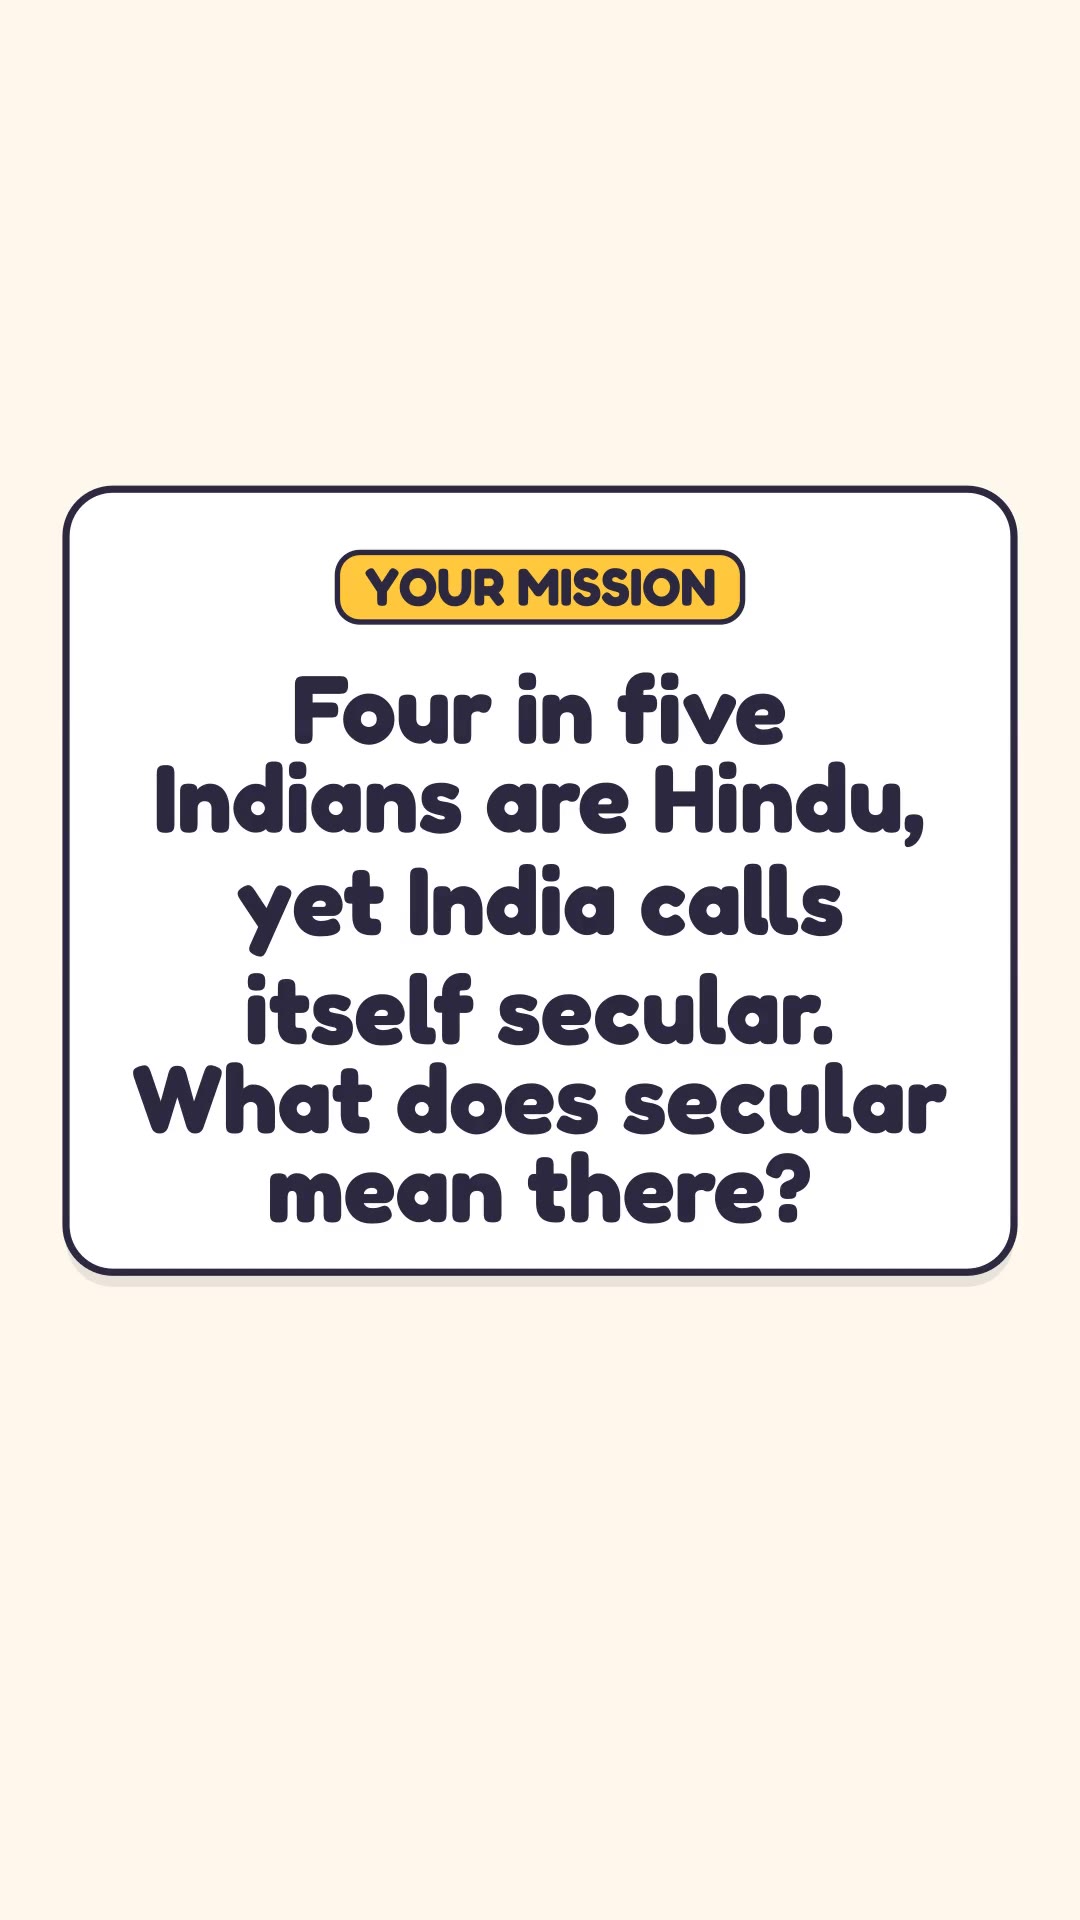 YOUR MISSION
Four in five
Indians are Hindu,
yet India calls
itself secular.
What does secular
mean there?